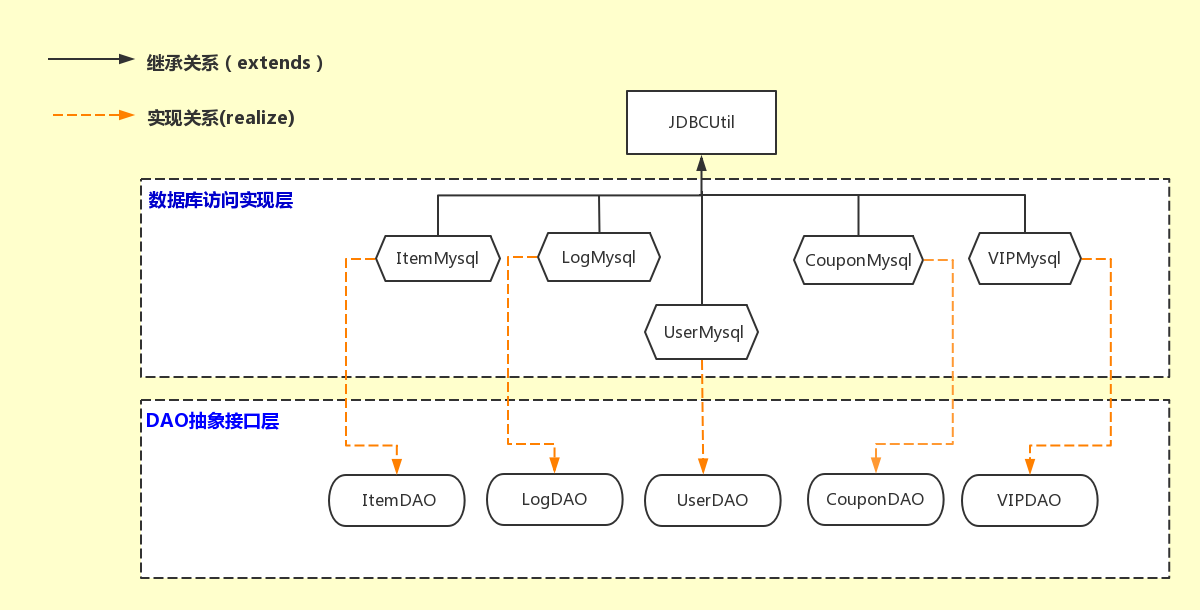 继承关系（extends）
实现关系(realize)
JDBCUtil
数据库访问实现层
ItemMysql
LogMysql
CouponMysql
VIPMysql
UserMysql
DAO抽象接口层
ItemDAO
LogDAO
UserDAO
CouponDAO
VIPDAO